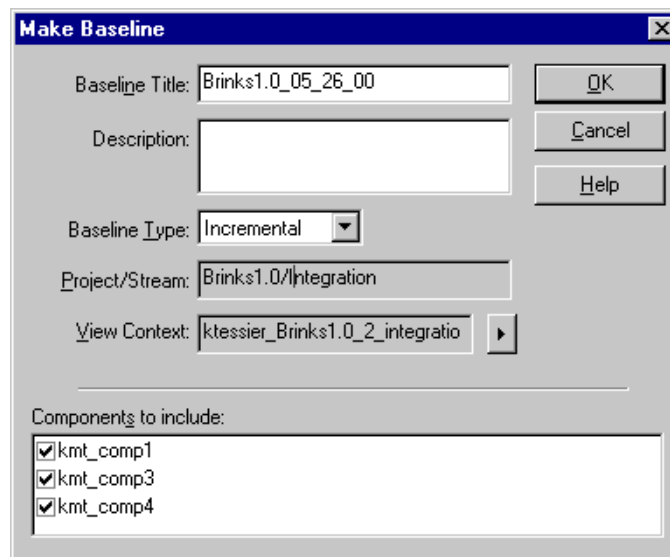 Make Baseline
Baseline Title: Brinks1.0_05_26_00
OK
Description:
Cancel
Help
Baseline Type: Incremental
Project/Stream: Brinks1.0/Integration
View Context: ktessier_Brinks1.0_2_integratio
Components to include:
kmt_comp1
kmt_comp3
kmt_comp4